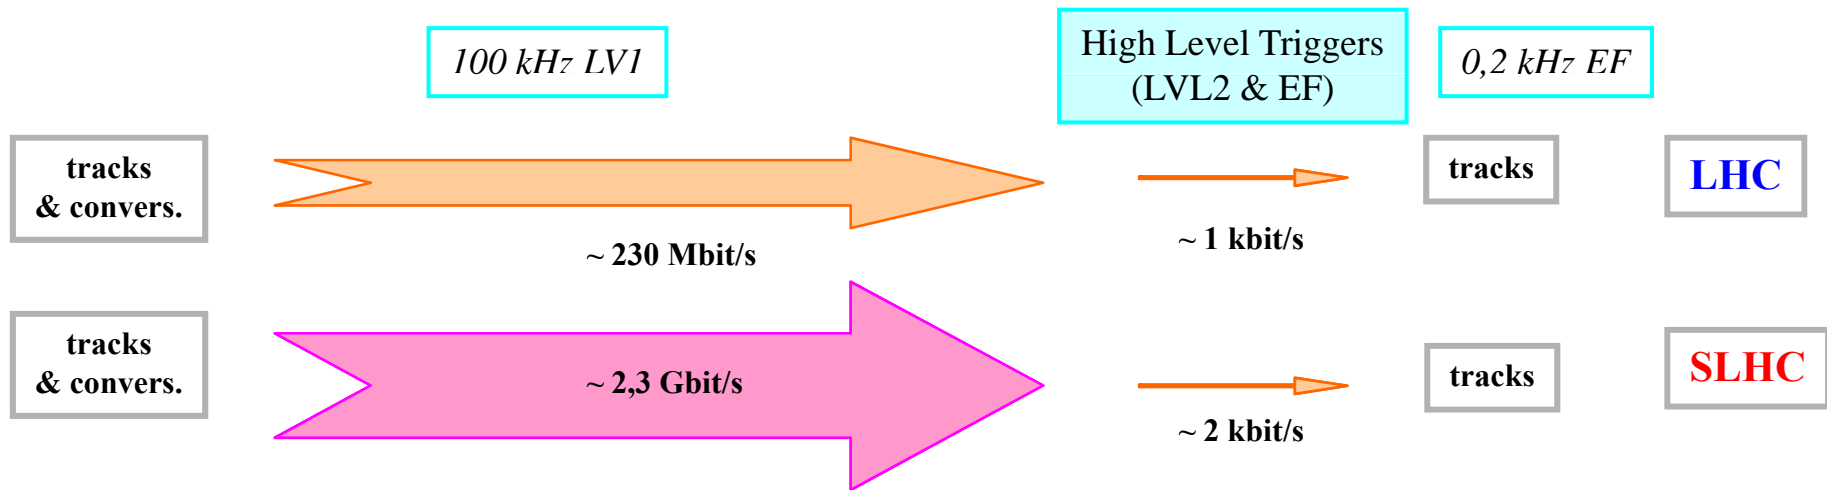 100 kHz LV1
High Level Triggers
(LVL2 & EF)
0,2 kHz EF
tracks
& convers.
~ 230 Mbit/s
~ 1 kbit/s
tracks
LHC
tracks
& convers.
~ 2,3 Gbit/s
~ 2 kbit/s
tracks
SLHC